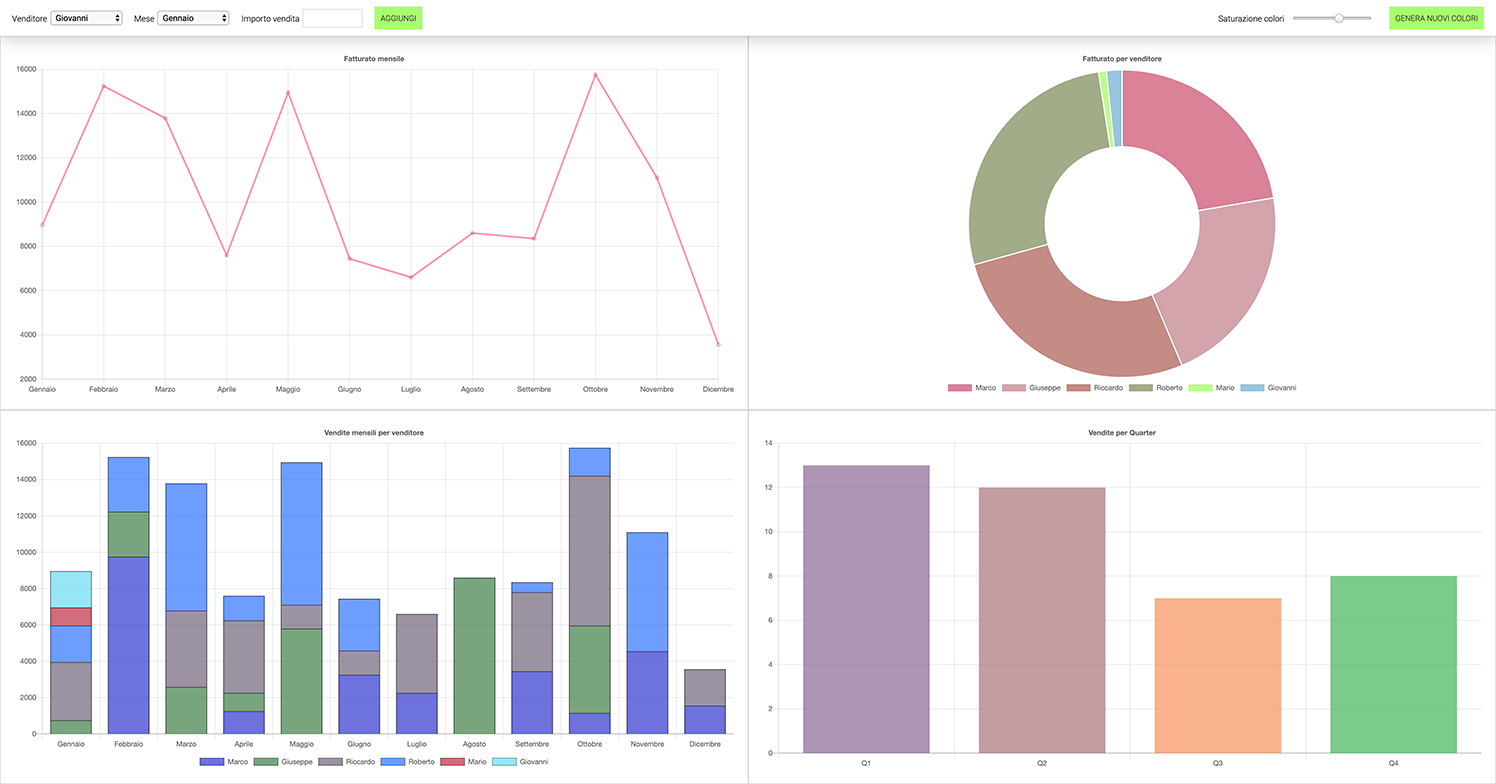 Venditore Giovanni Mese Gennaio Importo vendita AGGIUNGI Saturazione colori GENERA NUOVI COLORI
Fatturato mensile
16000
14000
12000
10000
8000
6000
4000
2000
Gennaio Febbraio Marzo Aprile Maggio Giugno Luglio Agosto Settembre Ottobre Novembre Dicembre
Fatturato per venditore
Marco Giuseppe Riccardo Roberto Mario Giovanni
Vendite mensili per venditore
16000
14000
12000
10000
8000
6000
4000
2000
0
Gennaio Febbraio Marzo Aprile Maggio Giugno Luglio Agosto Settembre Ottobre Novembre Dicembre
Marco Giuseppe Riccardo Roberto Mario Giovanni
Vendite per Quarter
14
12
10
8
6
4
2
0
Q1 Q2 Q3 Q4